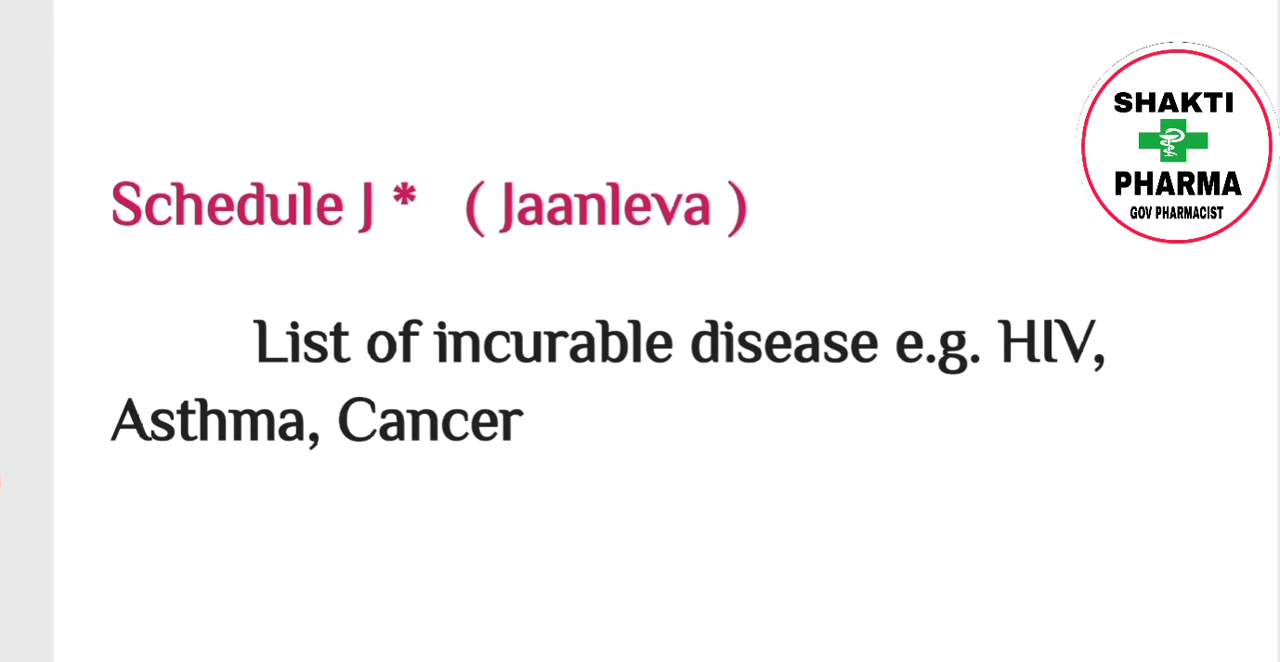 SHAKTI
PHARMA
GOV PHARMACIST
Schedule J * ( Jaanleva )
List of incurable disease e.g. HIV,
Asthma, Cancer